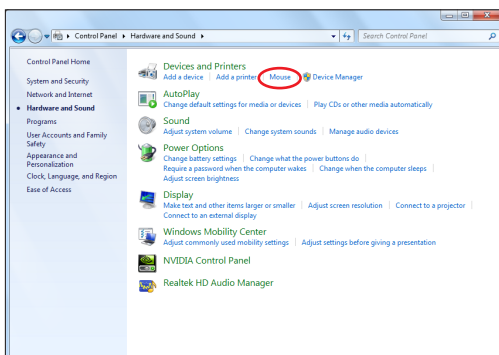 Control Panel ▸ Hardware and Sound ▸
Search Control Panel
Control Panel Home
System and Security
Network and Internet
Hardware and Sound
Programs
User Accounts and Family
Safety
Appearance and
Personalization
Clock, Language, and Region
Ease of Access
Devices and Printers
Add a device | Add a printer | Mouse | Device Manager
AutoPlay
Change default settings for media or devices | Play CDs or other media automatically
Sound
Adjust system volume | Change system sounds | Manage audio devices
Power Options
Change battery settings | Change what the power buttons do |
Require a password when the computer wakes | Change when the computer sleeps |
Adjust screen brightness
Display
Make text and other items larger or smaller | Adjust screen resolution | Connect to a projector |
Connect to an external display
Windows Mobility Center
Adjust commonly used mobility settings | Adjust settings before giving a presentation
NVIDIA Control Panel
Realtek HD Audio Manager